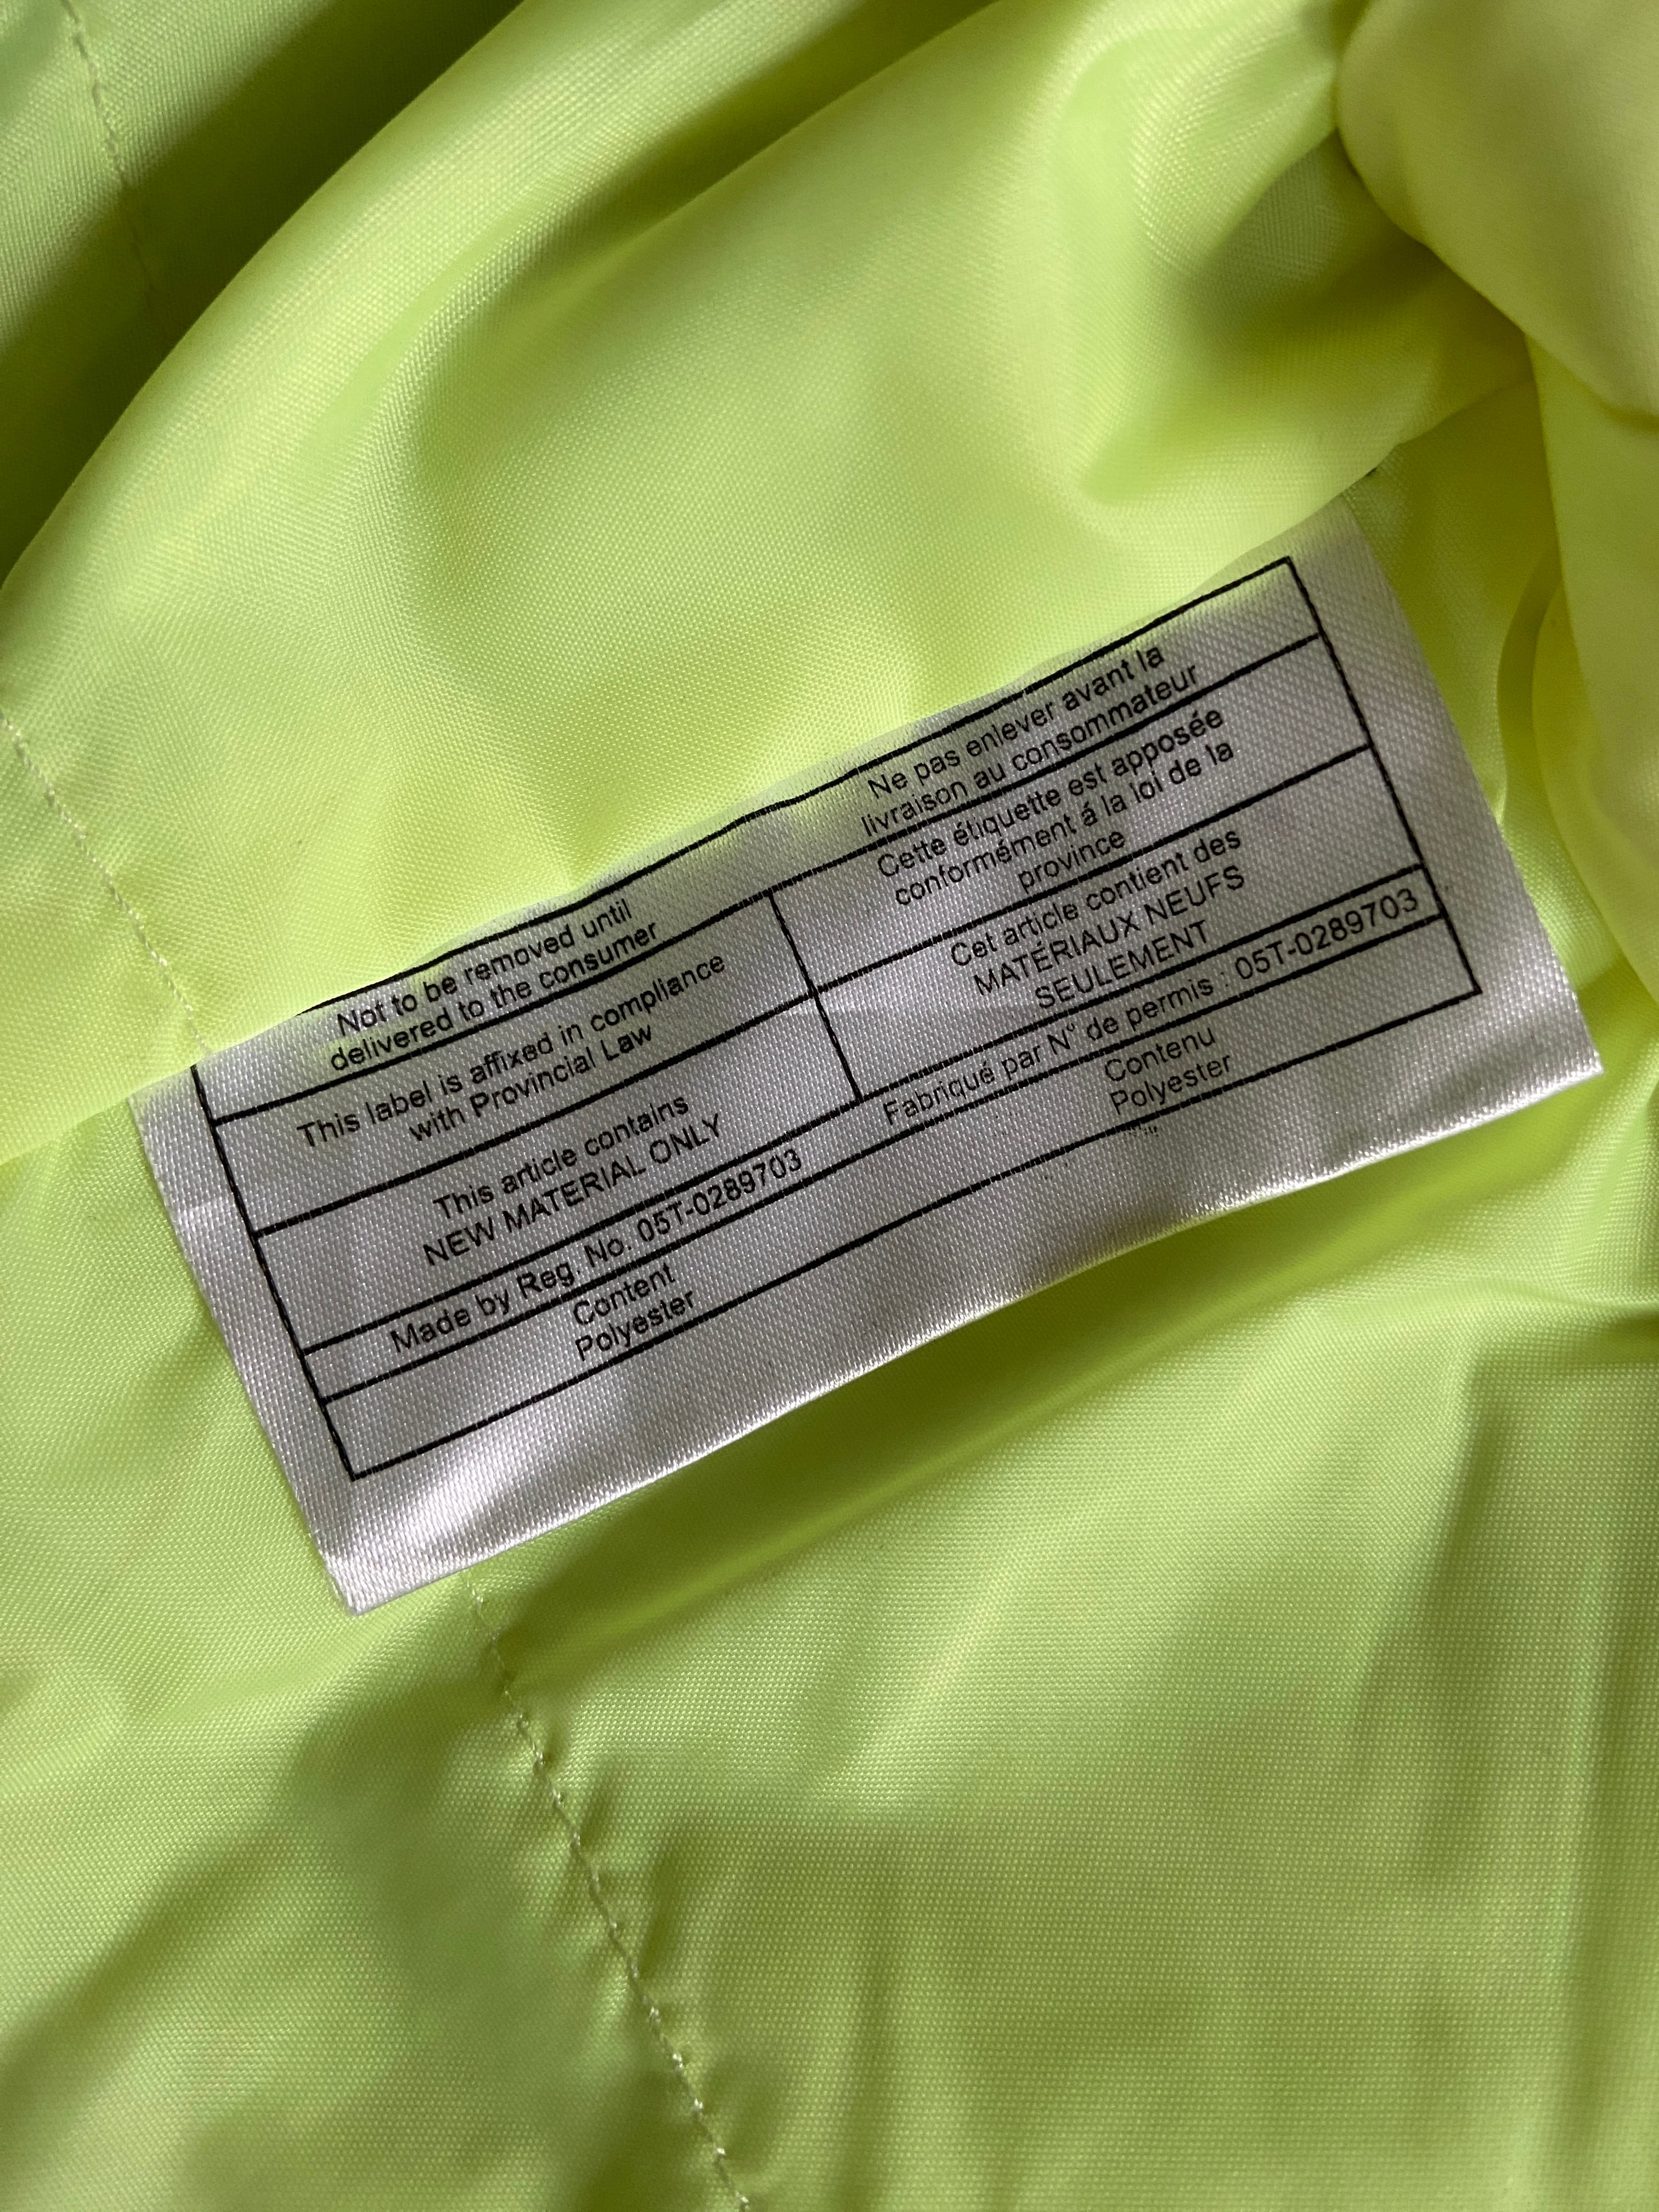 Not to be removed until
delivered to the consumer
Ne pas enlever avant la
livraison au consommateur
This label is affixed in compliance
with Provincial Law
Cette étiquette est apposée
conformément á la loi de la
province
This article contains
NEW MATERIAL ONLY
Cet article contient des
MATÉRIAUX NEUFS
SEULEMENT
Made by Reg. No. 05T-0289703
Fabriqué par N° de permis : 05T-0289703
Content
Polyester
Contenu
Polyester